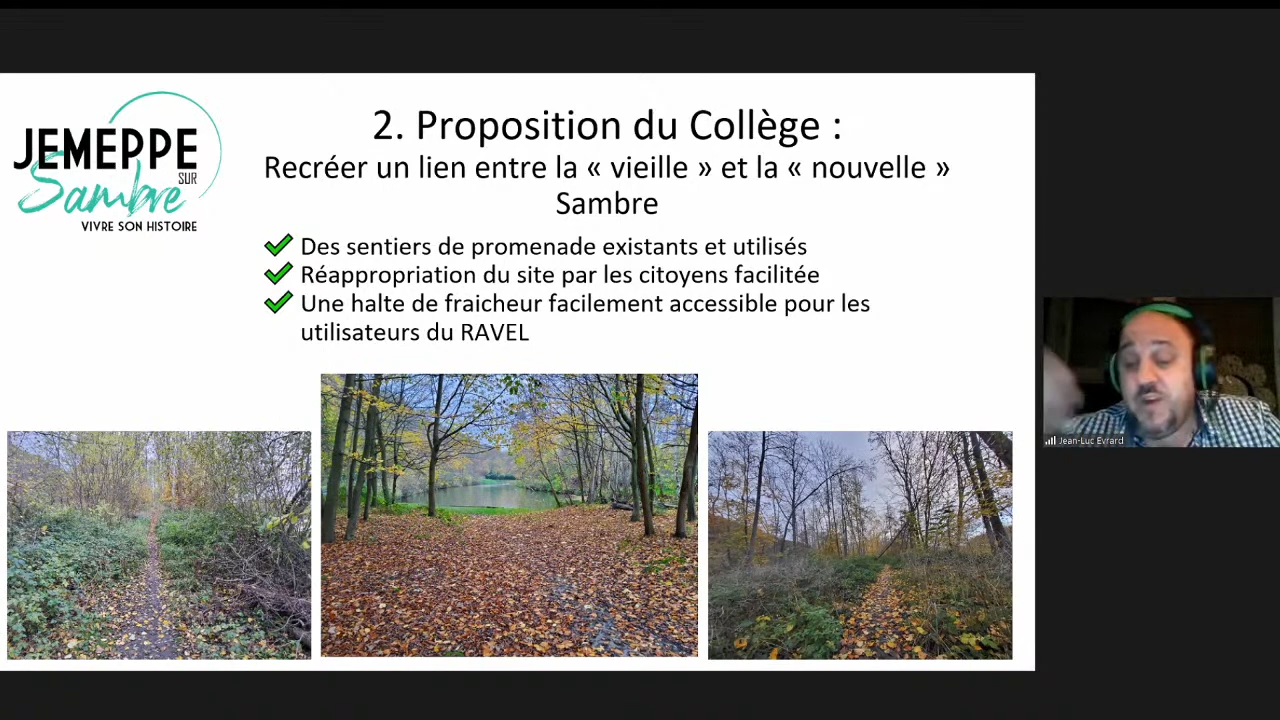 JEMEPPE
SUR
Sambre
VIVRE SON HISTOIRE
2. Proposition du Collège :
Recréer un lien entre la « vieille » et la « nouvelle »
Sambre
Des sentiers de promenade existants et utilisés
Réappropriation du site par les citoyens facilitée
Une halte de fraicheur facilement accessible pour les
utilisateurs du RAVEL
Jean-Luc Evrard